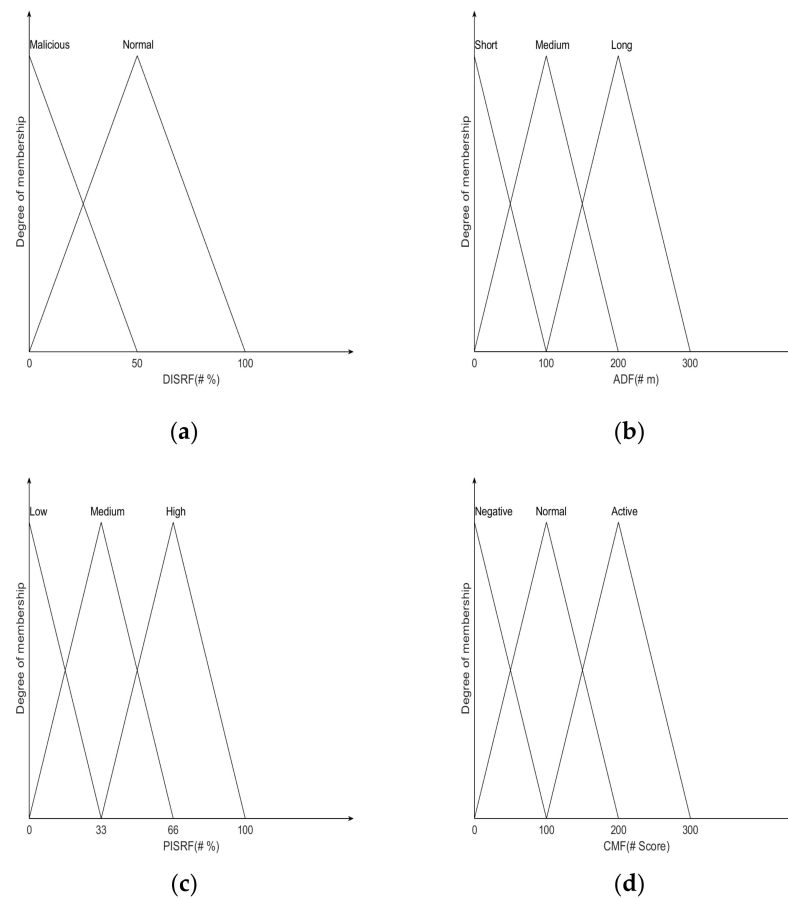 Malicious Normal
Degree of membership
0 50 100
DISRF(# %)
(a)
Short Medium Long
Degree of membership
0 100 200 300
ADF(# m)
(b)
Low Medium High
Degree of membership
0 33 66 100
PISRF(# %)
(c)
Negative Normal Active
Degree of membership
0 100 200 300
CMF(# Score)
(d)